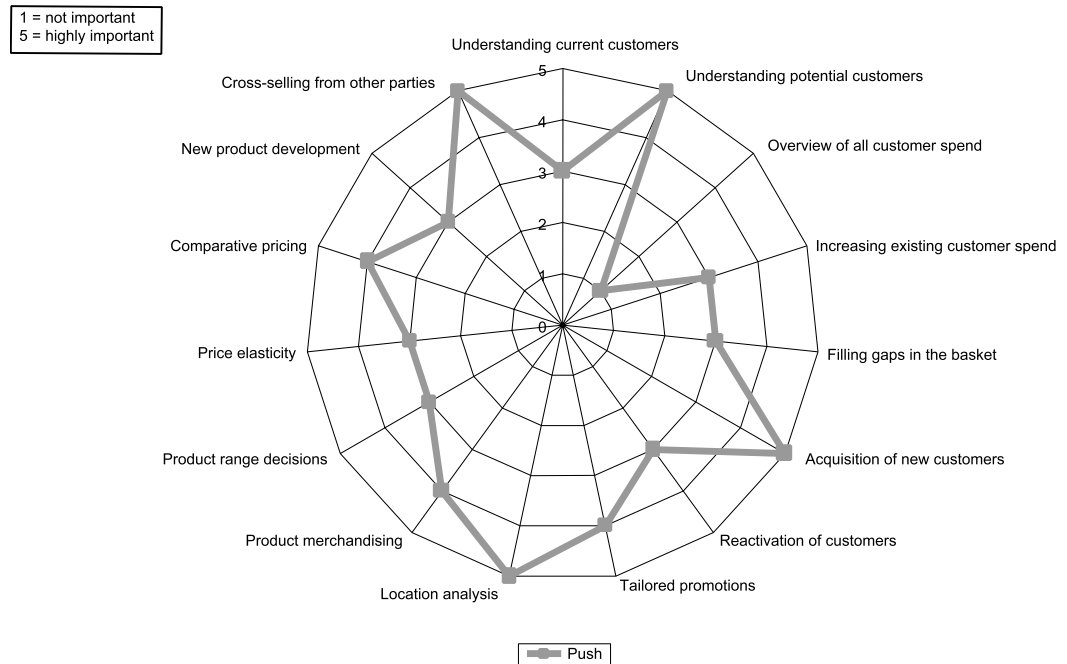 1 = not important
5 = highly important
Understanding current customers
Understanding potential customers
Overview of all customer spend
Increasing existing customer spend
Filling gaps in the basket
Acquisition of new customers
Reactivation of customers
Tailored promotions
Location analysis
Product merchandising
Product range decisions
Price elasticity
Comparative pricing
New product development
Cross-selling from other parties
5
4
3
2
1
0
Push